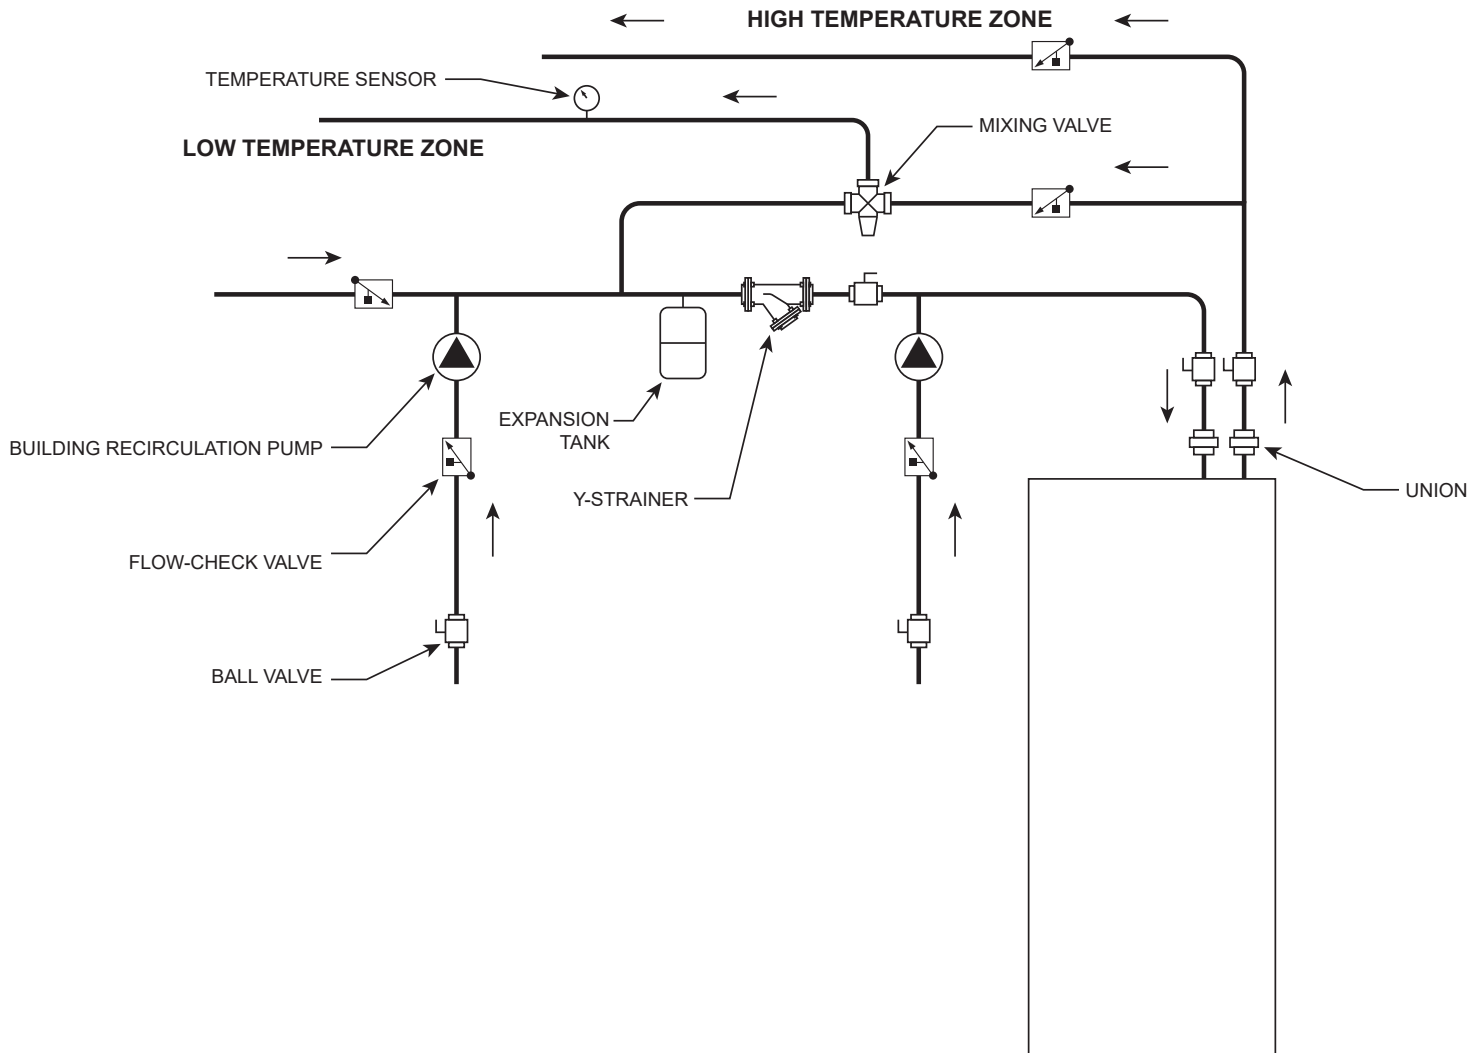 HIGH TEMPERATURE ZONE
TEMPERATURE SENSOR
MIXING VALVE
LOW TEMPERATURE ZONE
EXPANSION
TANK
BUILDING RECIRCULATION PUMP
Y-STRAINER
UNION
FLOW-CHECK VALVE
BALL VALVE